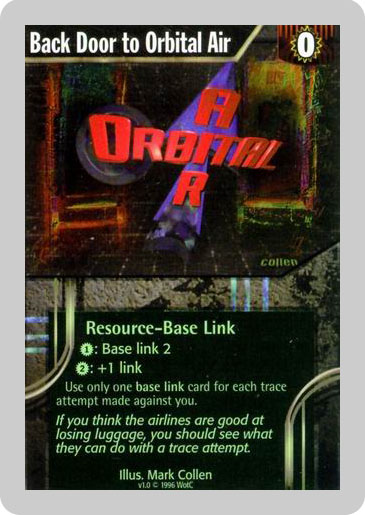 Back Door to Orbital Air
0
ORBITAL
AIR
collen
Resource-Base Link
1: Base link 2
2: +1 link
Use only one base link card for each trace
attempt made against you.
If you think the airlines are good at
losing luggage, you should see what
they can do with a trace attempt.
Illus. Mark Collen
v1.0 © 1996 WotC